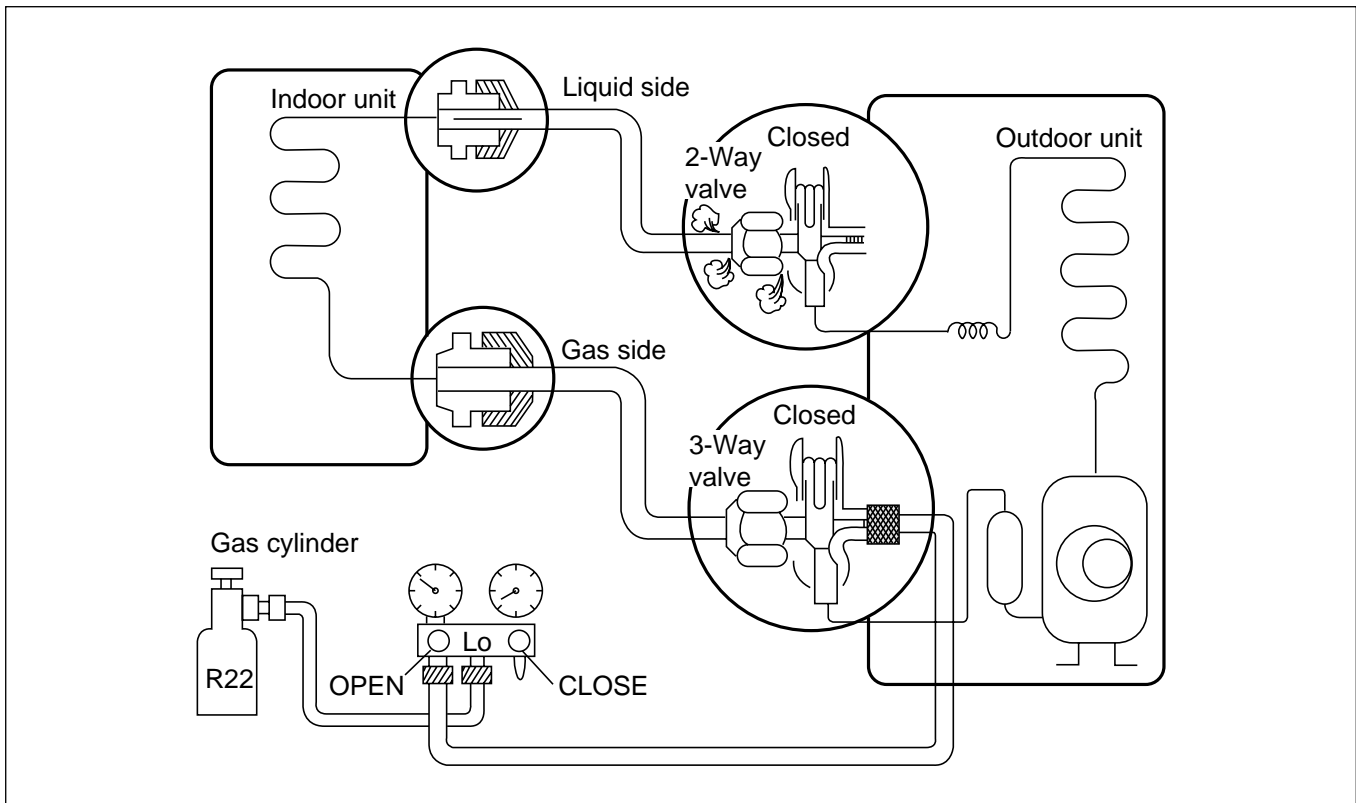 Indoor unit
Liquid side
Closed
2-Way
valve
Outdoor unit
Gas side
Closed
3-Way
valve
Gas cylinder
R22
Lo
OPEN
CLOSE